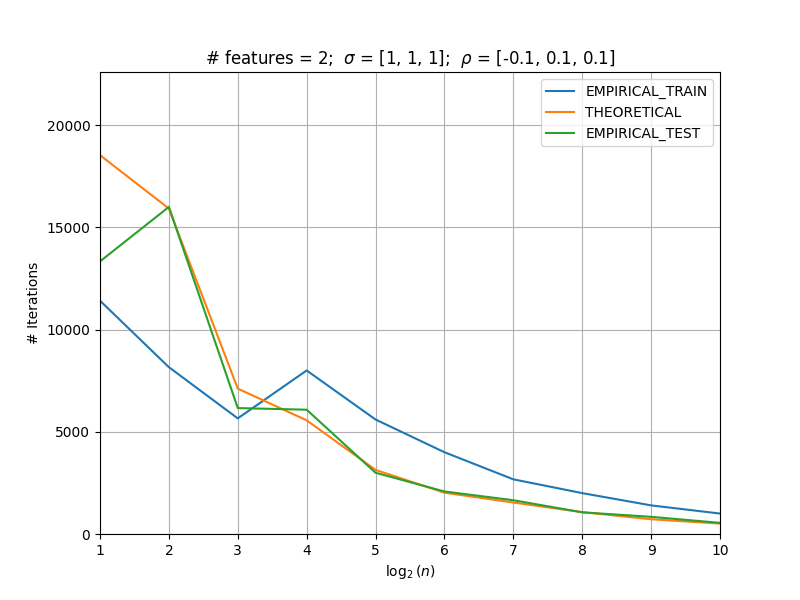 # features = 2; σ = [1, 1, 1]; ρ = [-0.1, 0.1, 0.1]
EMPIRICAL_TRAIN
THEORETICAL
EMPIRICAL_TEST
# Iterations
20000
15000
10000
5000
0
1 2 3 4 5 6 7 8 9 10
log₂(n)